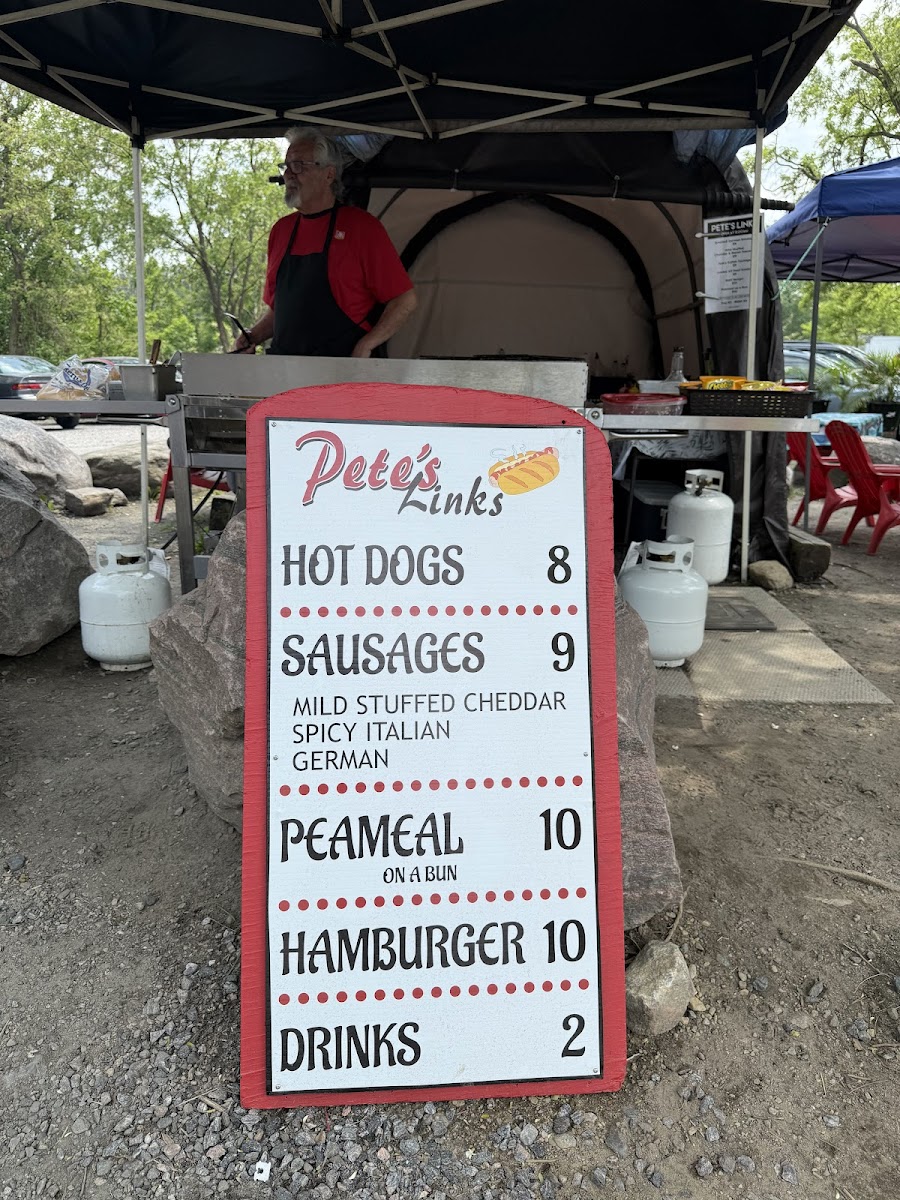 PETE'S LINK
Pete's
Links
HOT DOGS 8
SAUSAGES 9
MILD STUFFED CHEDDAR
SPICY ITALIAN
GERMAN
PEAMEAL 10
ON A BUN
HAMBURGER 10
DRINKS 2